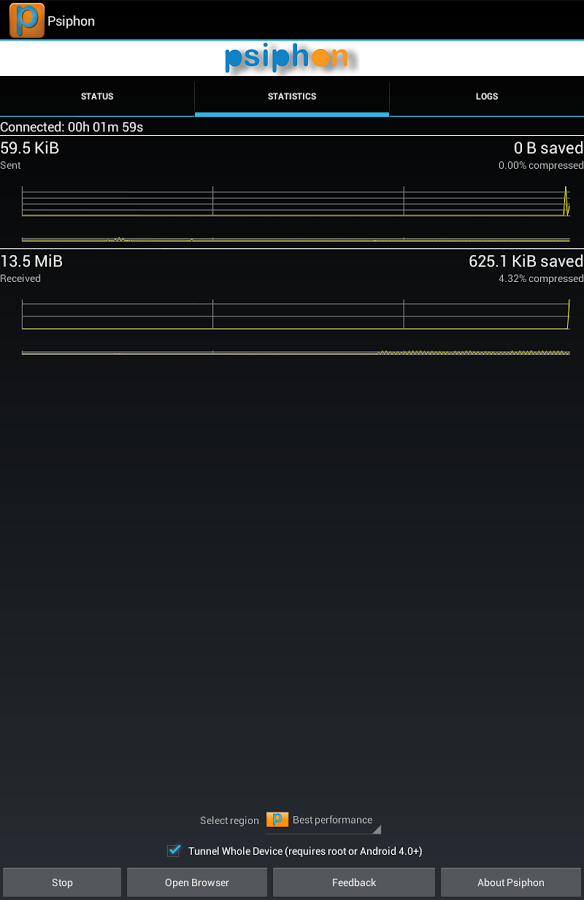 Psiphon
psiphon
STATUS STATISTICS LOGS
Connected: 00h 01m 59s
59.5 KiB 0 B saved
Sent 0.00% compressed
13.5 MiB 625.1 KiB saved
Received 4.32% compressed
Select region Best performance
Tunnel Whole Device (requires root or Android 4.0+)
Stop Open Browser Feedback About Psiphon